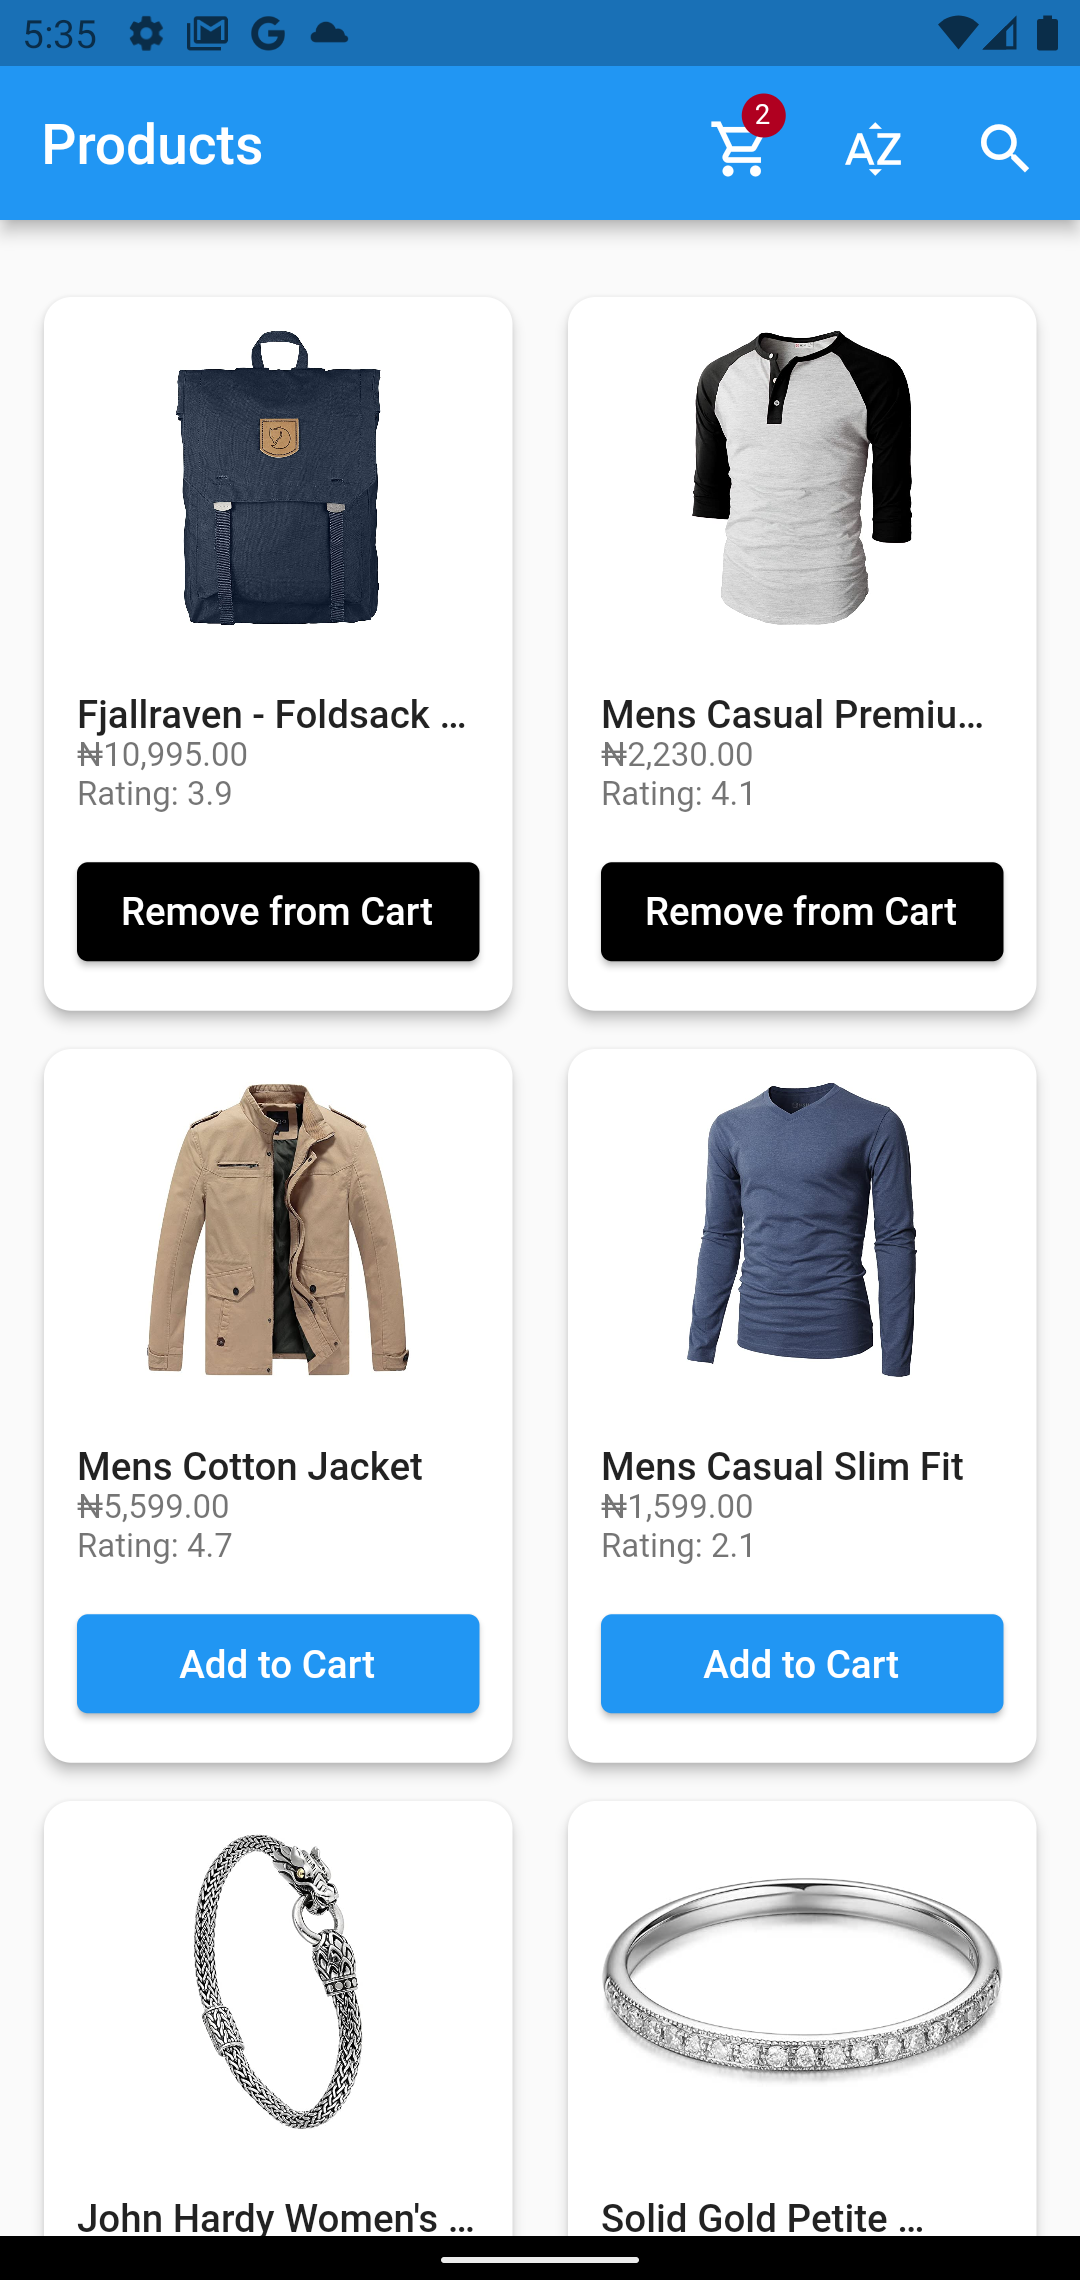 5:35
Products
2
AZ
Fjallraven - Foldsack ...
₦10,995.00
Rating: 3.9
Remove from Cart
Mens Casual Premiu...
₦2,230.00
Rating: 4.1
Remove from Cart
Mens Cotton Jacket
₦5,599.00
Rating: 4.7
Add to Cart
Mens Casual Slim Fit
₦1,599.00
Rating: 2.1
Add to Cart
John Hardy Women's ...
Solid Gold Petite ...